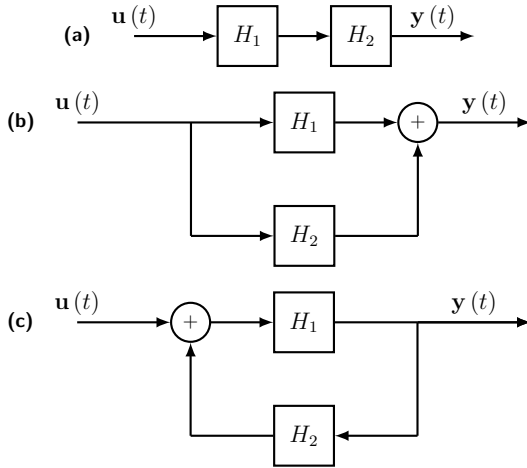 (a) u (t) H₁ H₂ y (t)
(b) u (t) H₁ + y (t)
H₂
(c) u (t) + H₁ y (t)
H₂